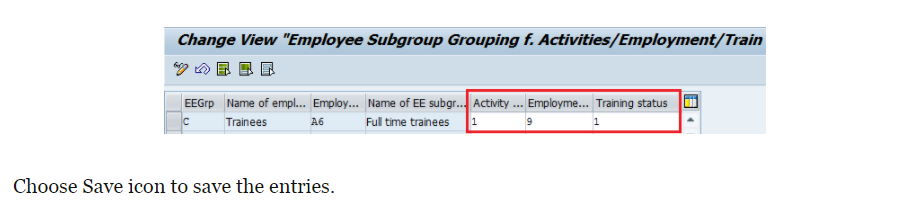 Change View "Employee Subgroup Grouping f. Activities/Employment/Train
EEGrp Name of empl... Employ... Name of EE subgr... Activity ... Employme... Training status
C Trainees A6 Full time trainees 1 9 1
Choose Save icon to save the entries.